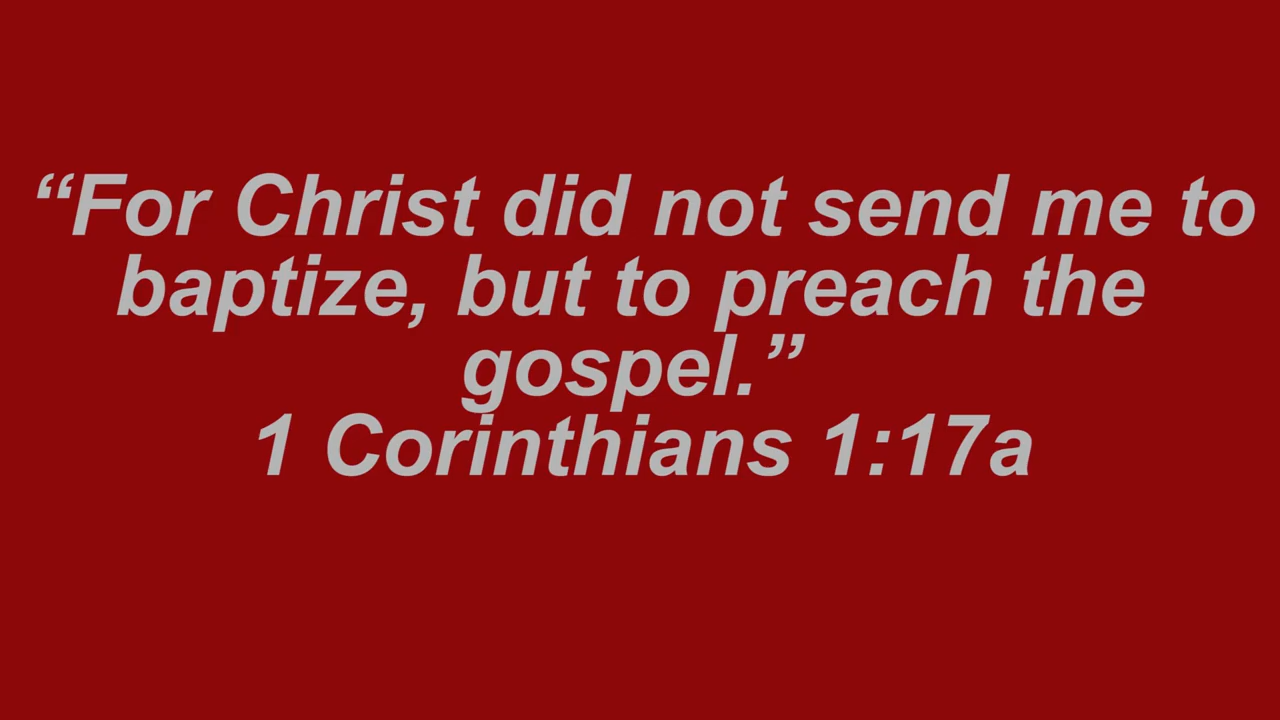 “For Christ did not send me to
baptize, but to preach the
gospel.”
1 Corinthians 1:17a